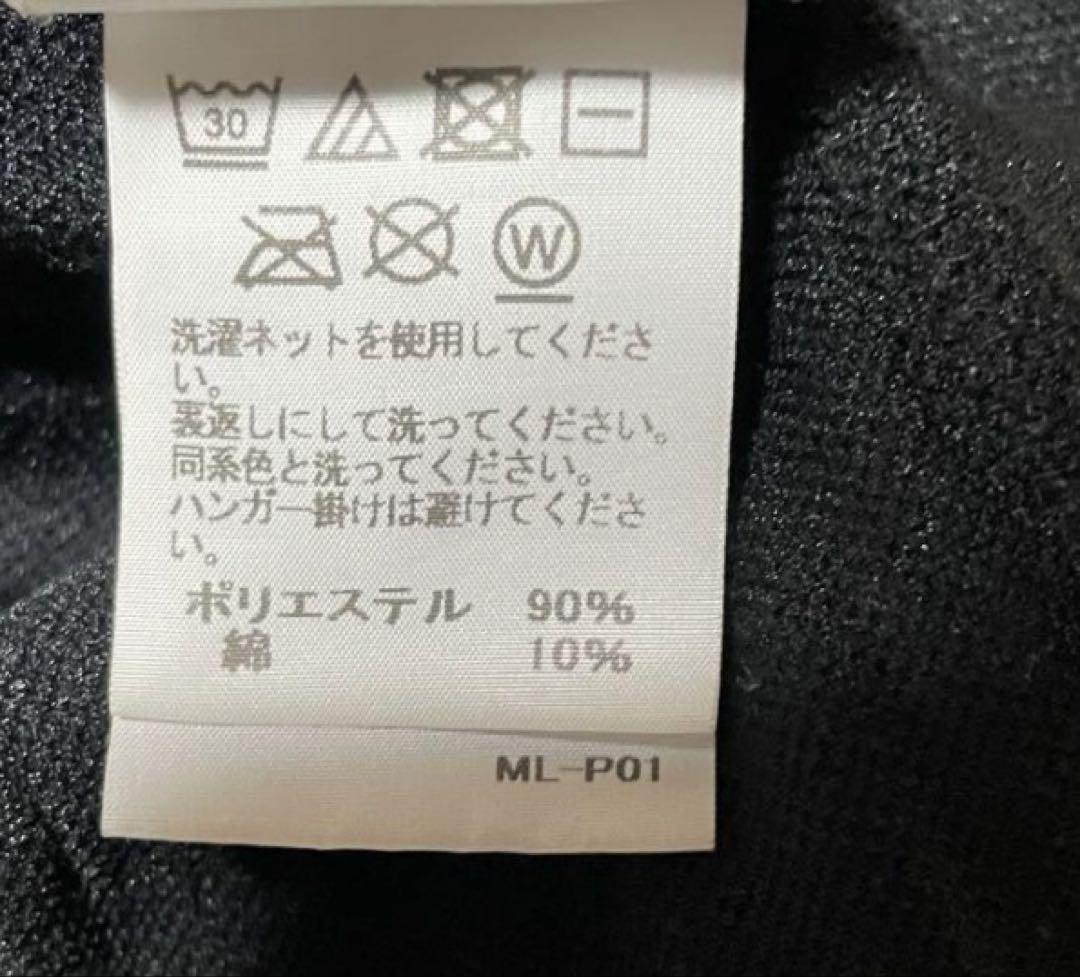 30
W
洗濯ネットを使用してくださ
い。
裏返しにして洗ってください。
同系色と洗ってください。
ハンガー掛けは避けてくださ
い。
ポリエステル 90%
綿 10%
ML-P01